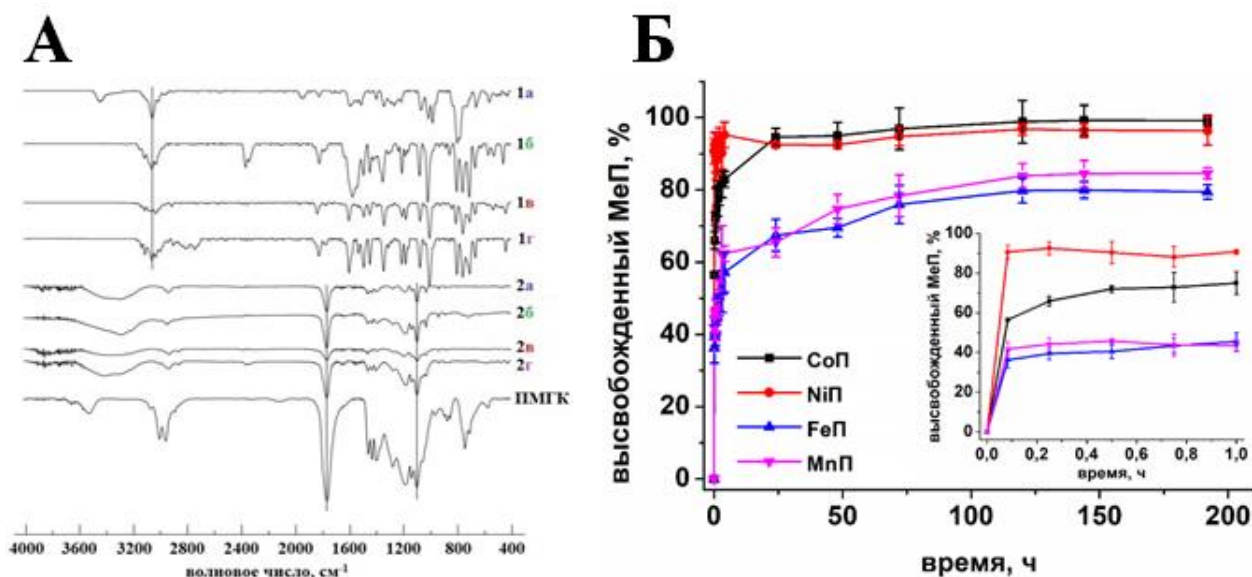 А
1а
1б
1в
1г
2а
2б
2в
2г
ПМГК
4000 3600 3200 2800 2400 2000 1600 1200 800 400
волновое число, см-1
Б
высвобожденный МеП, %
100
80
60
40
20
0
0 50 100 150 200
время, ч
CoП
NiП
FeП
MnП
высвобожденный МеП, %
100
80
60
40
20
0
0,0 0,2 0,4 0,6 0,8 1,0
время, ч